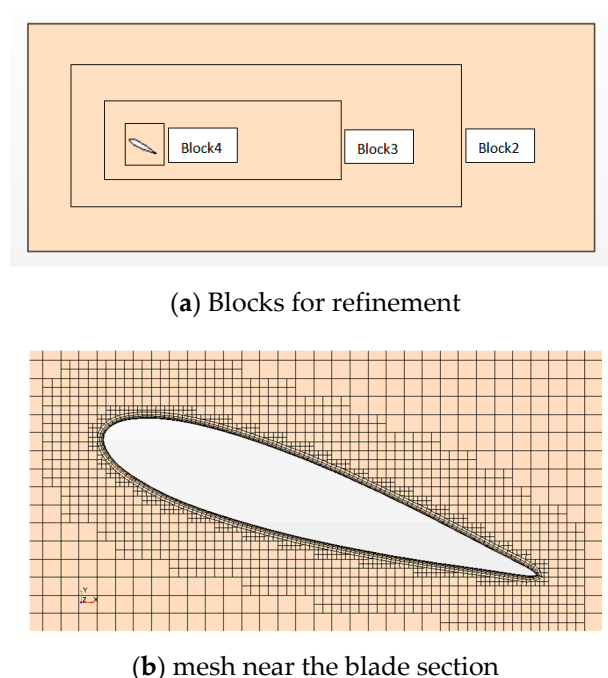 Block4
Block3
Block2
(a) Blocks for refinement
Y
Z X
(b) mesh near the blade section